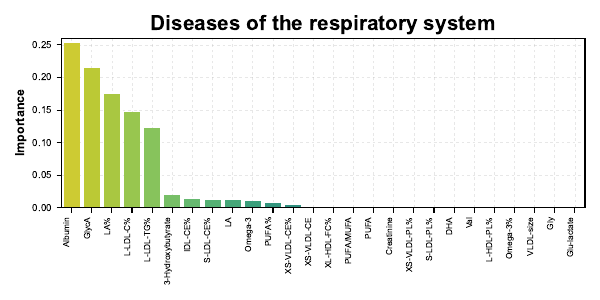 Diseases of the respiratory system
Importance
0.25
0.20
0.15
0.10
0.05
0.00
Albumin
GlycA
LA%
L-LDL-C%
L-LDL-TG%
3-Hydroxybutyrate
IDL-CE%
S-LDL-CE%
LA
Omega-3
PUFA%
XS-VLDL-CE%
XS-VLDL-CE
XL-HDL-FC%
PUFA/MUFA
PUFA
Creatinine
XS-VLDL-PL%
S-LDL-PL%
DHA
Val
L-HDL-PL%
Omega-3%
VLDL-size
Gly
Glu-lactate